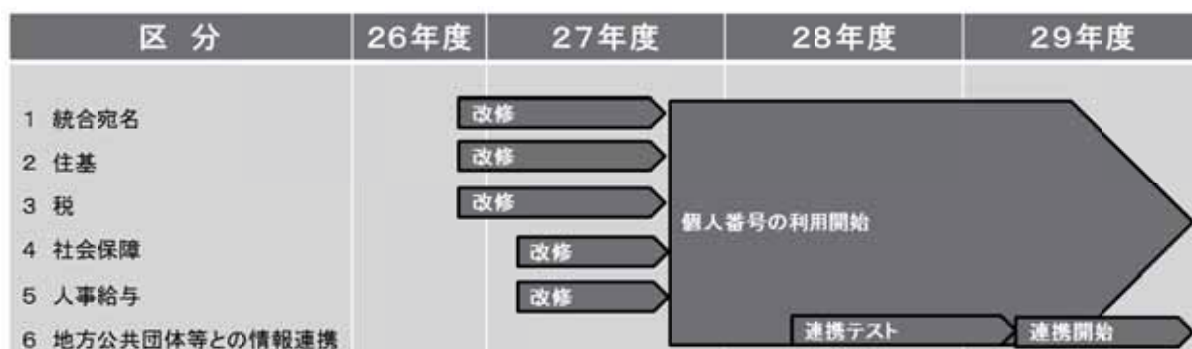 区 分 26年度 27年度 28年度 29年度
1 統合宛名 改修
2 住基 改修
3 税 改修
個人番号の利用開始
4 社会保障 改修
5 人事給与 改修
6 地方公共団体等との情報連携 連携テスト 連携開始